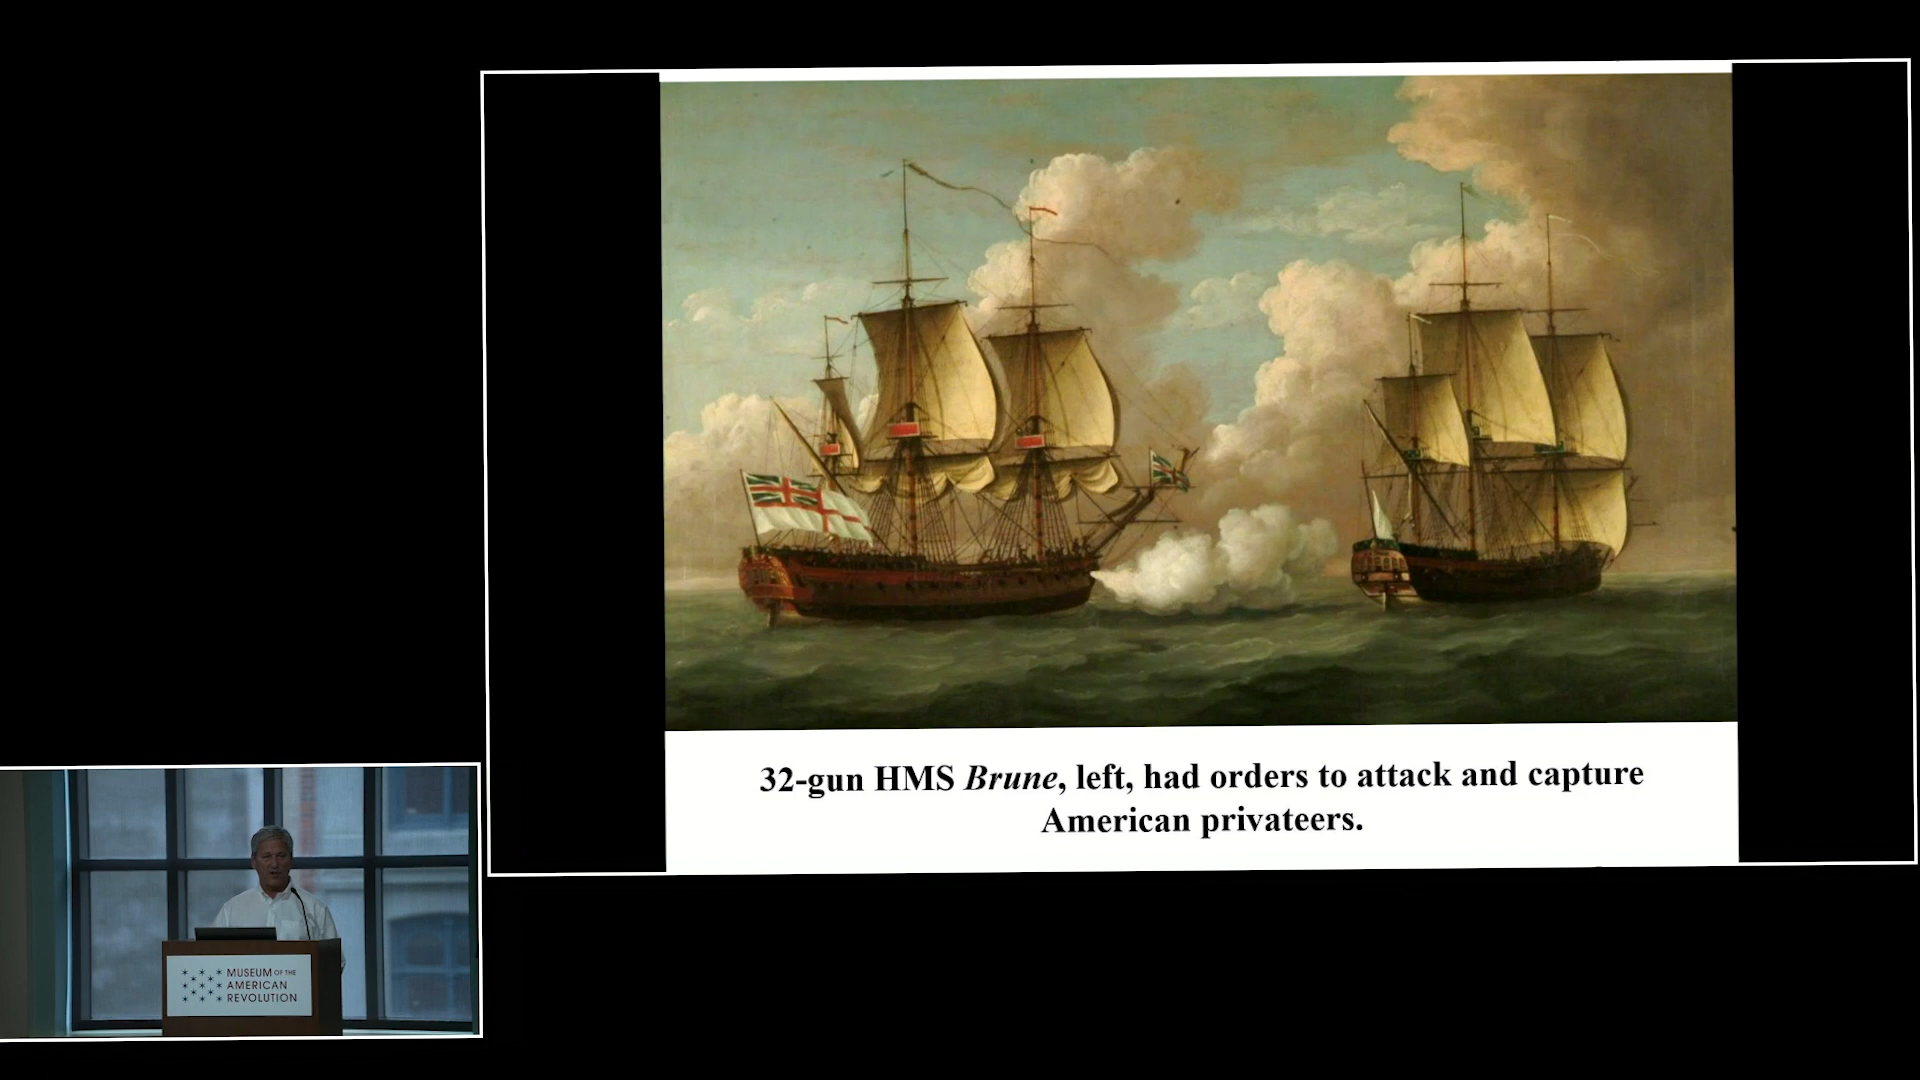 32-gun HMS Brune, left, had orders to attack and capture
American privateers.
MUSEUM OF THE
AMERICAN
REVOLUTION